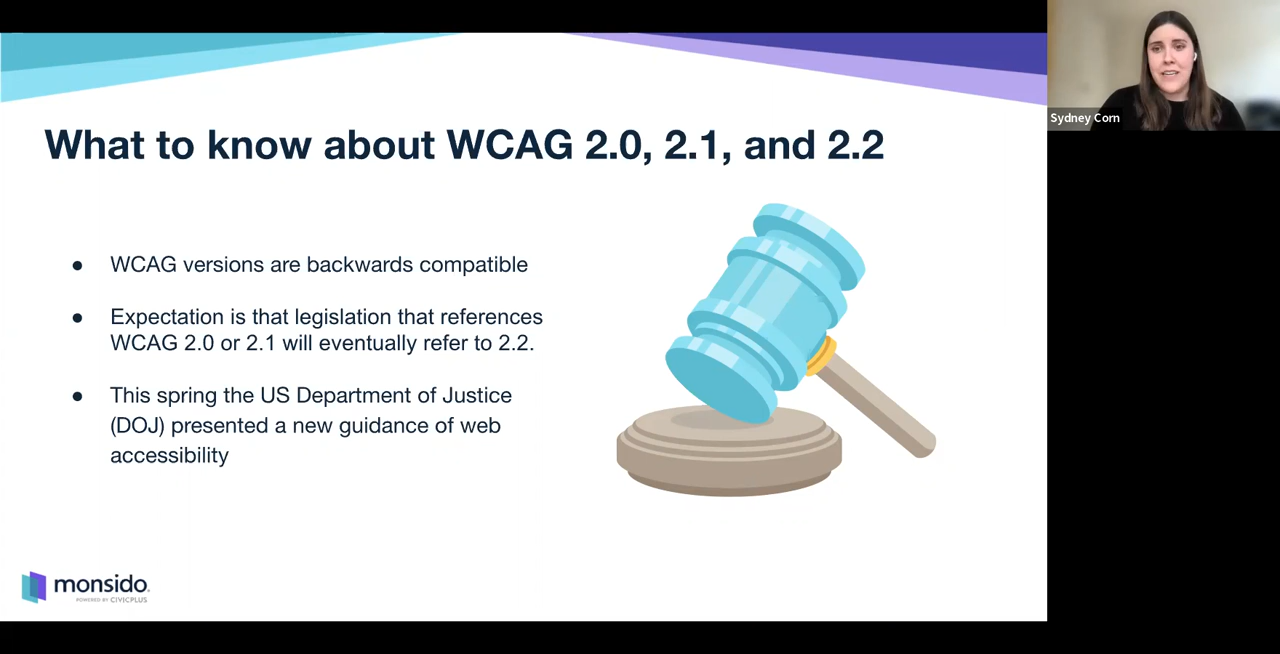 What to know about WCAG 2.0, 2.1, and 2.2
Sydney Corn
● WCAG versions are backwards compatible
● Expectation is that legislation that references
WCAG 2.0 or 2.1 will eventually refer to 2.2.
● This spring the US Department of Justice
(DOJ) presented a new guidance of web
accessibility
monsido
POWERED BY CIVICPLUS